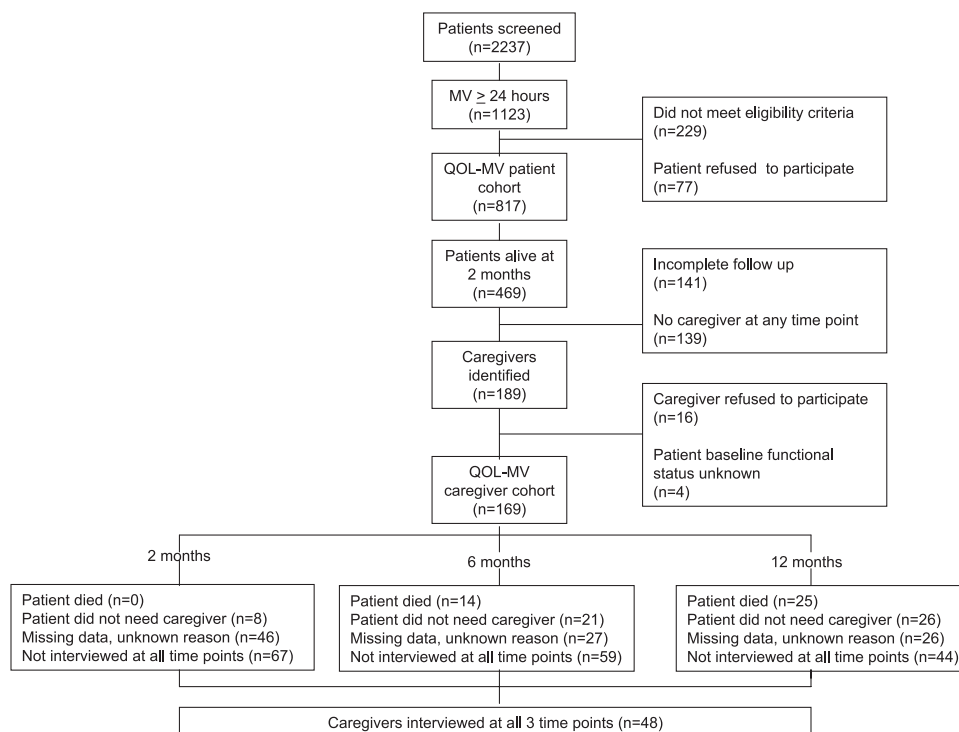 Patients screened
(n=2237)
MV ≥ 24 hours
(n=1123)
Did not meet eligibility criteria
(n=229)
Patient refused to participate
(n=77)
QOL-MV patient
cohort
(n=817)
Patients alive at
2 months
(n=469)
Incomplete follow up
(n=141)
No caregiver at any time point
(n=139)
Caregivers
identified
(n=189)
Caregiver refused to participate
(n=16)
Patient baseline functional
status unknown
(n=4)
QOL-MV
caregiver cohort
(n=169)
2 months
6 months
12 months
Patient died (n=0)
Patient did not need caregiver (n=8)
Missing data, unknown reason (n=46)
Not interviewed at all time points (n=67)
Patient died (n=14)
Patient did not need caregiver (n=21)
Missing data, unknown reason (n=27)
Not interviewed at all time points (n=59)
Patient died (n=25)
Patient did not need caregiver (n=26)
Missing data, unknown reason (n=26)
Not interviewed at all time points (n=44)
Caregivers interviewed at all 3 time points (n=48)